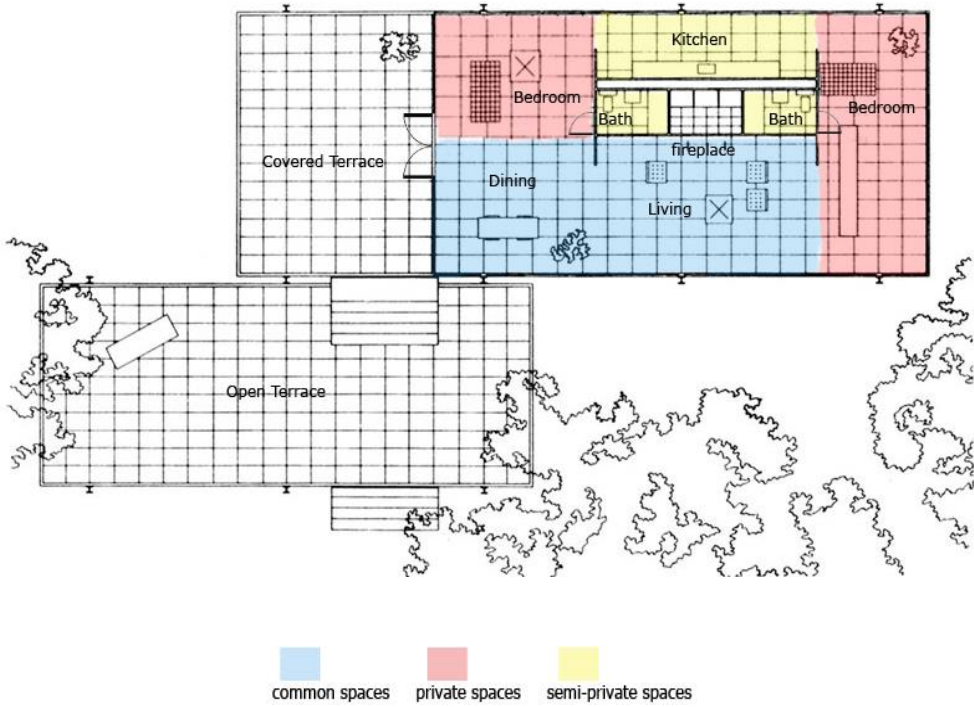 Kitchen
Bedroom
Bedroom
Bath
Bath
fireplace
Covered Terrace
Dining
Living
Open Terrace
common spaces
private spaces
semi-private spaces